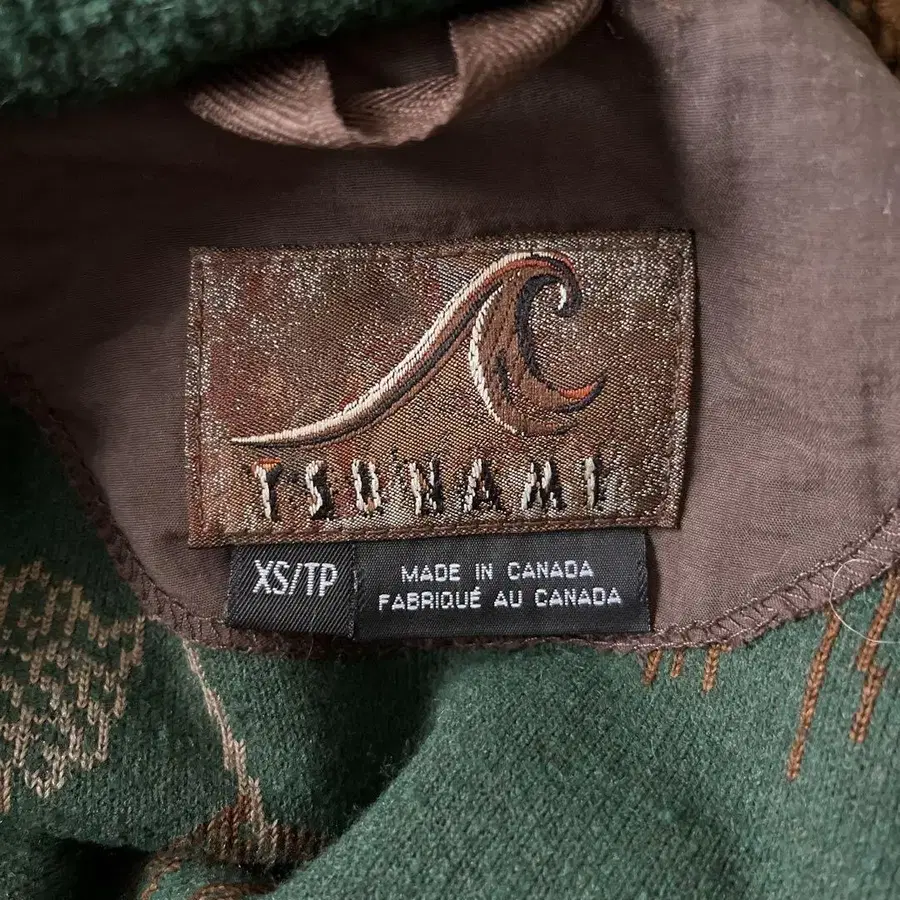 TSUNAMI
XS/TP
MADE IN CANADA
FABRIQUÉ AU CANADA